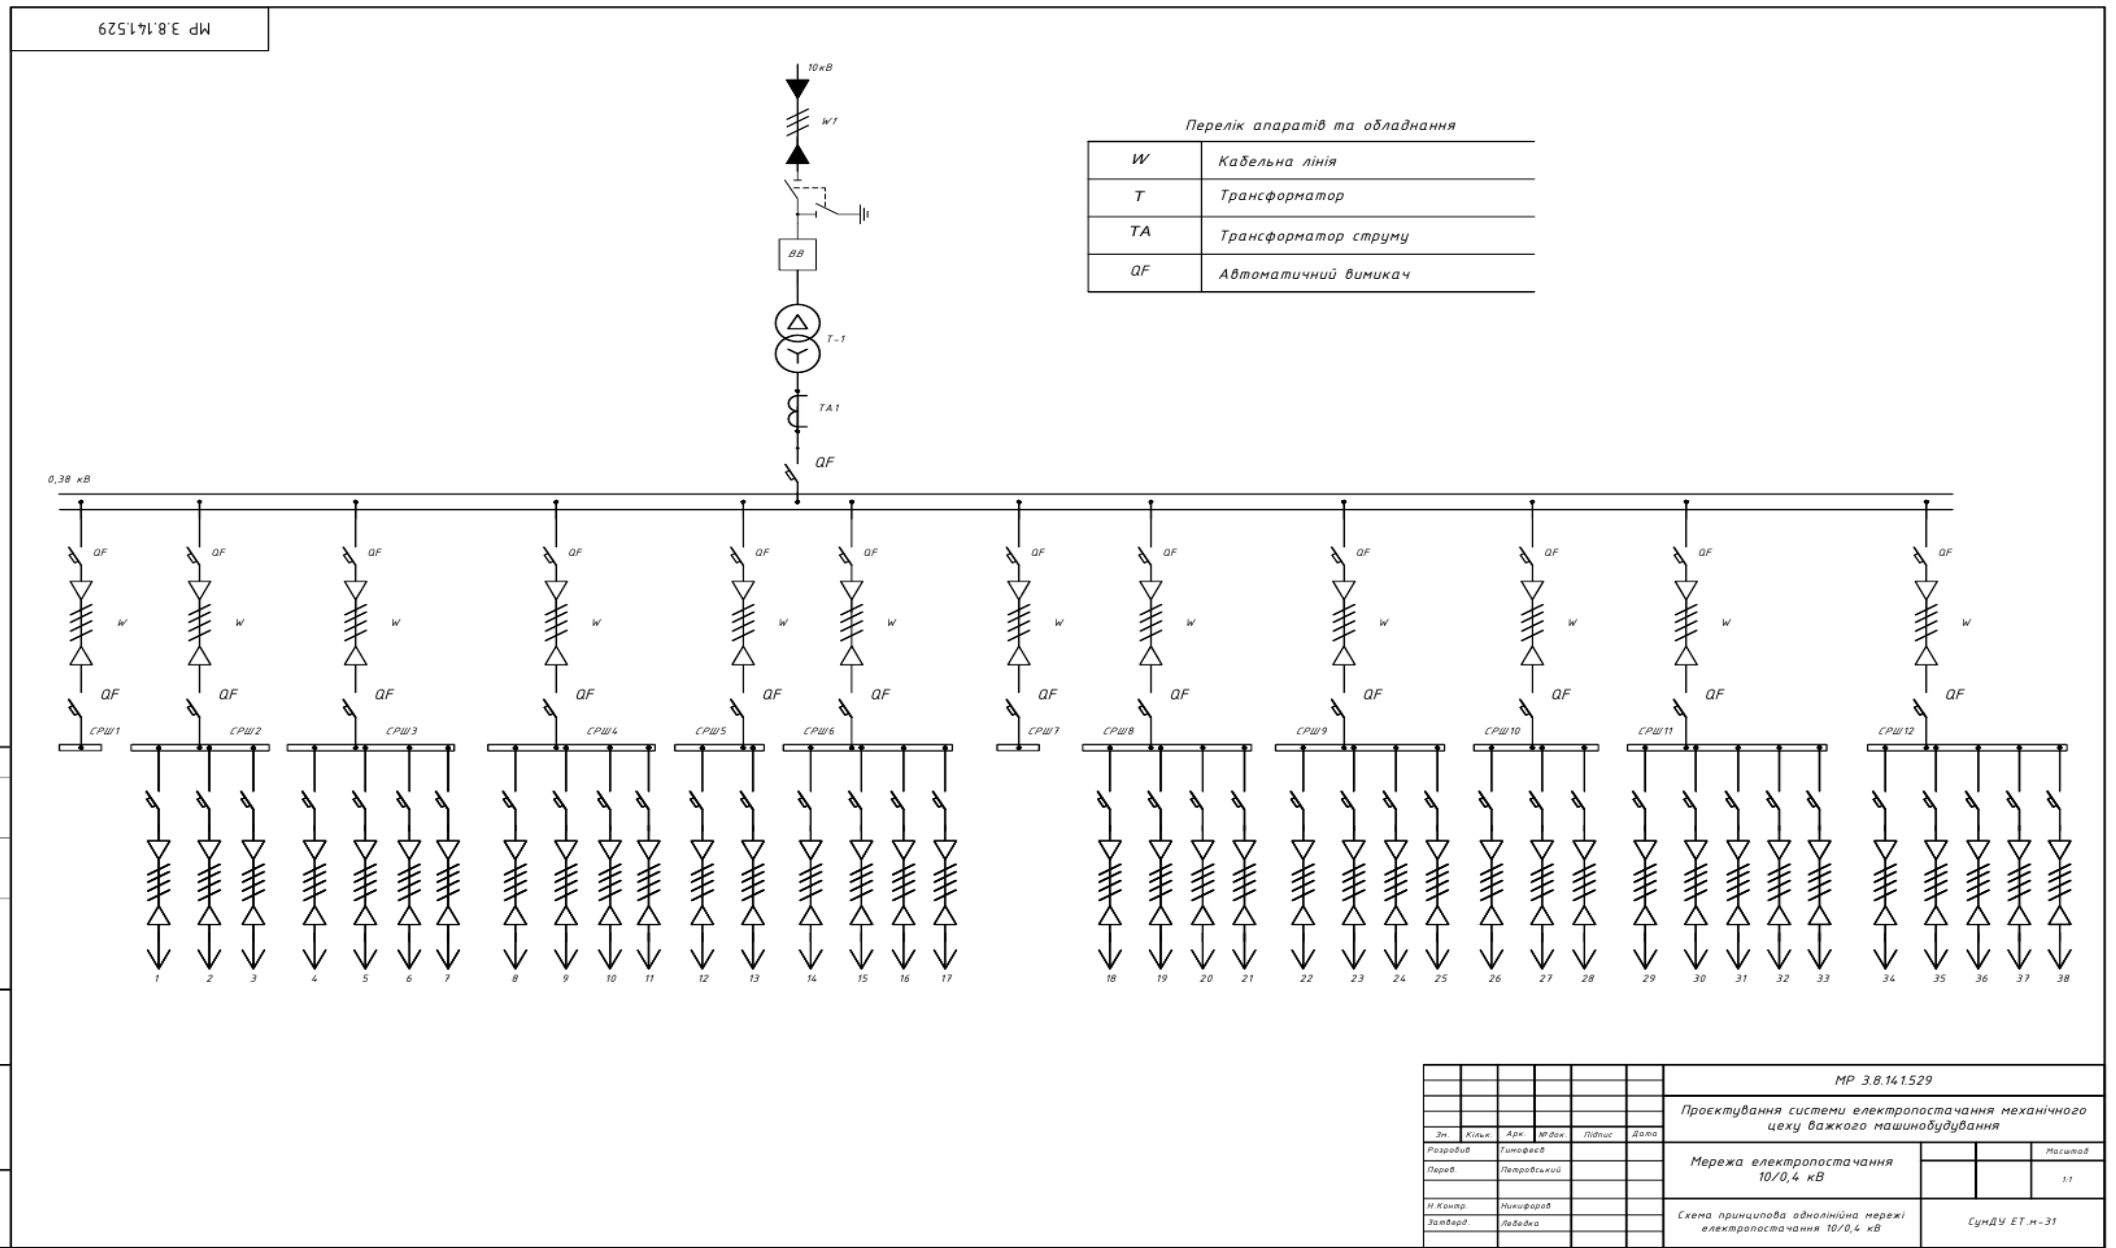 МР 3.8.141.529
10кВ
W1
Перелік апаратів та обладнання
W Кабельна лінія
T Трансформатор
TA Трансформатор струму
QF Автоматичний вимикач
ВВ
T-1
TA1
QF
0,38 кВ
QF QF QF QF QF QF QF QF QF QF QF QF
W W W W W W W W W W W W
QF QF QF QF QF QF QF QF QF QF QF QF
СРШ1 СРШ2 СРШ3 СРШ4 СРШ5 СРШ6 СРШ7 СРШ8 СРШ9 СРШ10 СРШ11 СРШ12
1 2 3 4 5 6 7 8 9 10 11 12 13 14 15 16 17 18 19 20 21 22 23 24 25 26 27 28 29 30 31 32 33 34 35 36 37 38
МР 3.8.141.529
Проєктування системи електропостачання механічного
цеху важкого машинобудування
Зм. Кільк. Арк. №док. Підпис Дата
Розробив Тимофеєв
Перев. Петровський
Н.Контр. Никифоров
Затверд. Лебедка
Мережа електропостачання
10/0,4 кВ
Масштаб
1:1
Схема принципова однолінійна мережі
електропостачання 10/0,4 кВ
СумДУ ЕТ.м-31